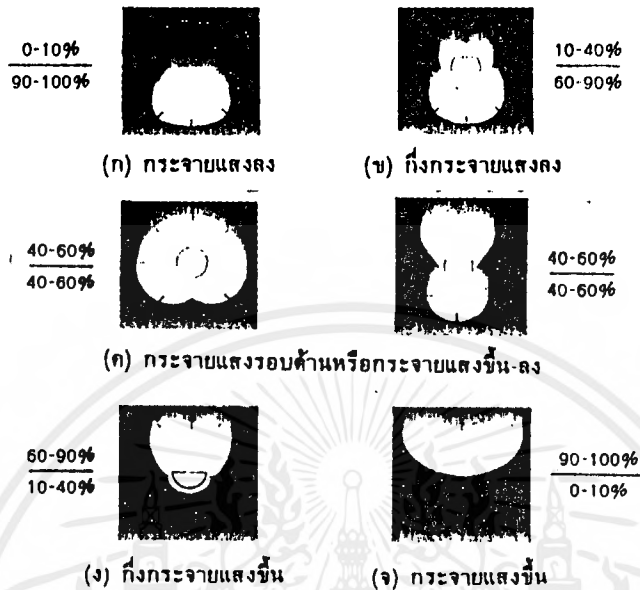 0-10%
90-100%
10-40%
60-90%
(ก) กระจายแสงลง
(ข) กึ่งกระจายแสงลง
40-60%
40-60%
40-60%
40-60%
(ค) กระจายแสงรอบด้านหรือกระจายแสงขึ้น-ลง
60-90%
10-40%
90-100%
0-10%
(ง) กึ่งกระจายแสงขึ้น
(จ) กระจายแสงขึ้น